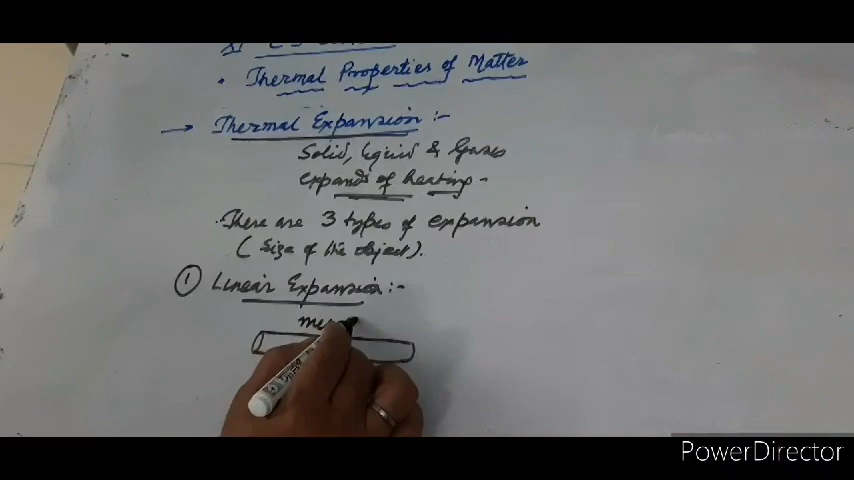 • Thermal Properties of Matter
→ Thermal Expansion :-
Solid, Liquid & Gases
expands of heating -
There are 3 types of expansion
( Size of the object ).
① Linear Expansion :-
PowerDirector